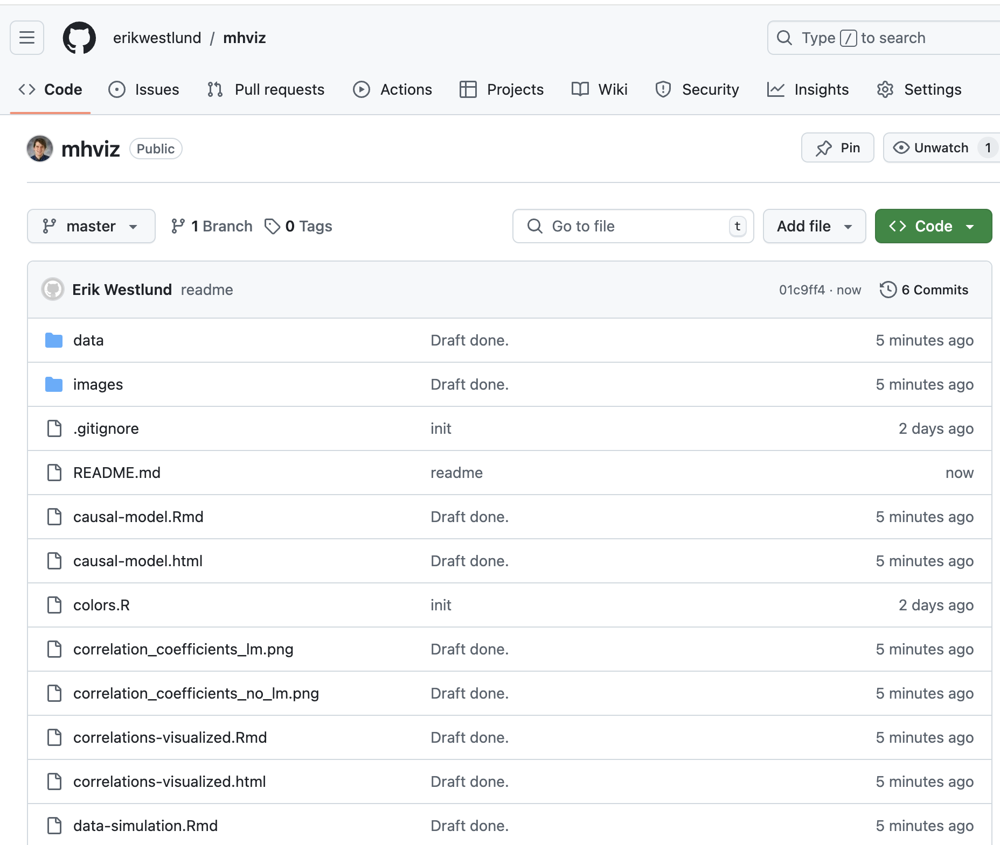 erikwestlund / mhviz
Type / to search
Code Issues Pull requests Actions Projects Wiki Security Insights Settings
mhviz Public
Pin Unwatch 1
master 1 Branch 0 Tags Go to file t Add file Code
Erik Westlund readme 01c9ff4 · now 6 Commits
data Draft done. 5 minutes ago
images Draft done. 5 minutes ago
.gitignore init 2 days ago
README.md readme now
causal-model.Rmd Draft done. 5 minutes ago
causal-model.html Draft done. 5 minutes ago
colors.R init 2 days ago
correlation_coefficients_lm.png Draft done. 5 minutes ago
correlation_coefficients_no_lm.png Draft done. 5 minutes ago
correlations-visualized.Rmd Draft done. 5 minutes ago
correlations-visualized.html Draft done. 5 minutes ago
data-simulation.Rmd Draft done. 5 minutes ago